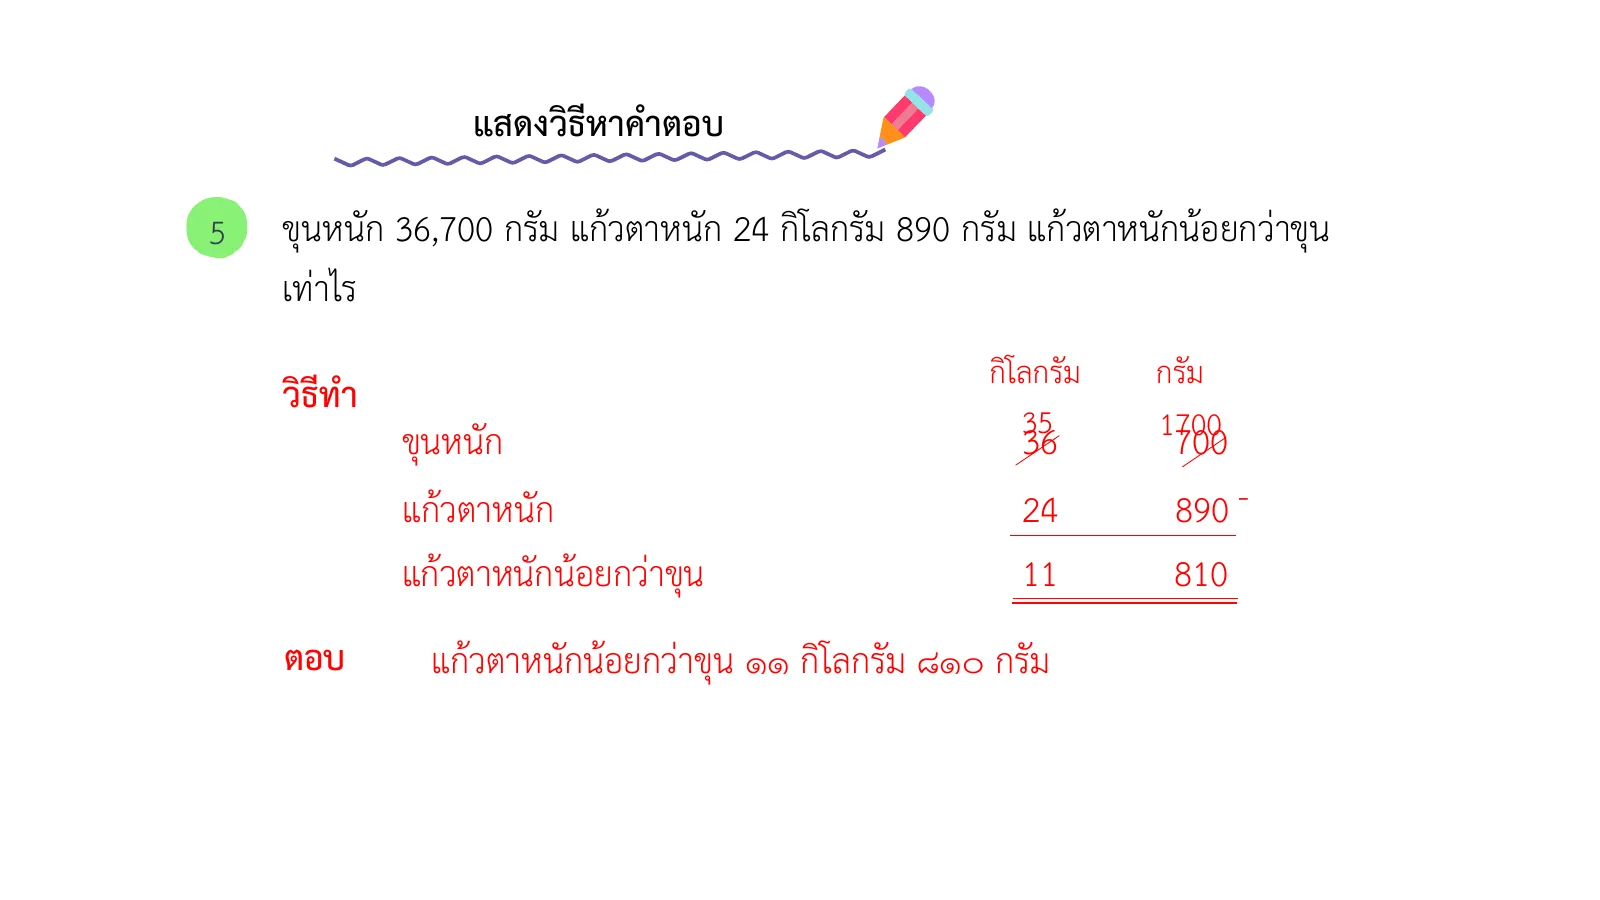 แสดงวิธีหาคำตอบ
5 ขุนหนัก 36,700 กรัม แก้วตาหนัก 24 กิโลกรัม 890 กรัม แก้วตาหนักน้อยกว่าขุน
เท่าไร
กิโลกรัม กรัม
วิธีทำ
35 1700
ขุนหนัก 36 700
แก้วตาหนัก 24 890 -
แก้วตาหนักน้อยกว่าขุน 11 810
ตอบ แก้วตาหนักน้อยกว่าขุน ๑๑ กิโลกรัม ๘๑๐ กรัม